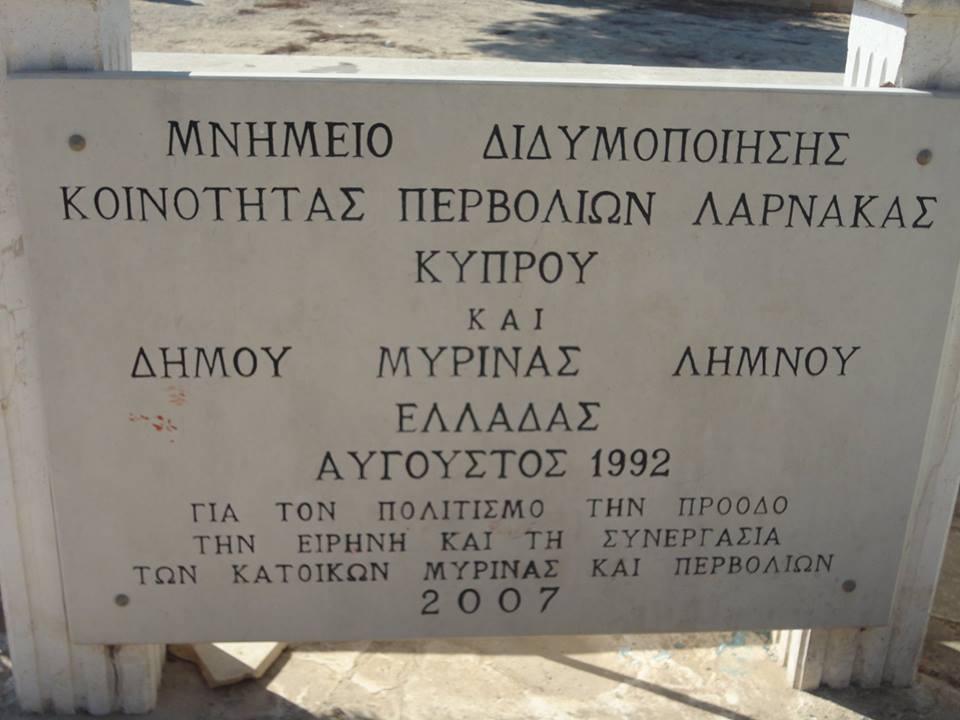 ΜΝΗΜΕΙΟ ΔΙΔΥΜΟΠΟΙΗΣΗΣ
ΚΟΙΝΟΤΗΤΑΣ ΠΕΡΒΟΛΙΩΝ ΛΑΡΝΑΚΑΣ
ΚΥΠΡΟΥ
ΚΑΙ
ΔΗΜΟΥ ΜΥΡΙΝΑΣ ΛΗΜΝΟΥ
ΕΛΛΑΔΑΣ
ΑΥΓΟΥΣΤΟΣ 1992
ΓΙΑ ΤΟΝ ΠΟΛΙΤΙΣΜΟ ΤΗΝ ΠΡΟΟΔΟ
ΤΗΝ ΕΙΡΗΝΗ ΚΑΙ ΤΗ ΣΥΝΕΡΓΑΣΙΑ
ΤΩΝ ΚΑΤΟΙΚΩΝ ΜΥΡΙΝΑΣ ΚΑΙ ΠΕΡΒΟΛΙΩΝ
2007